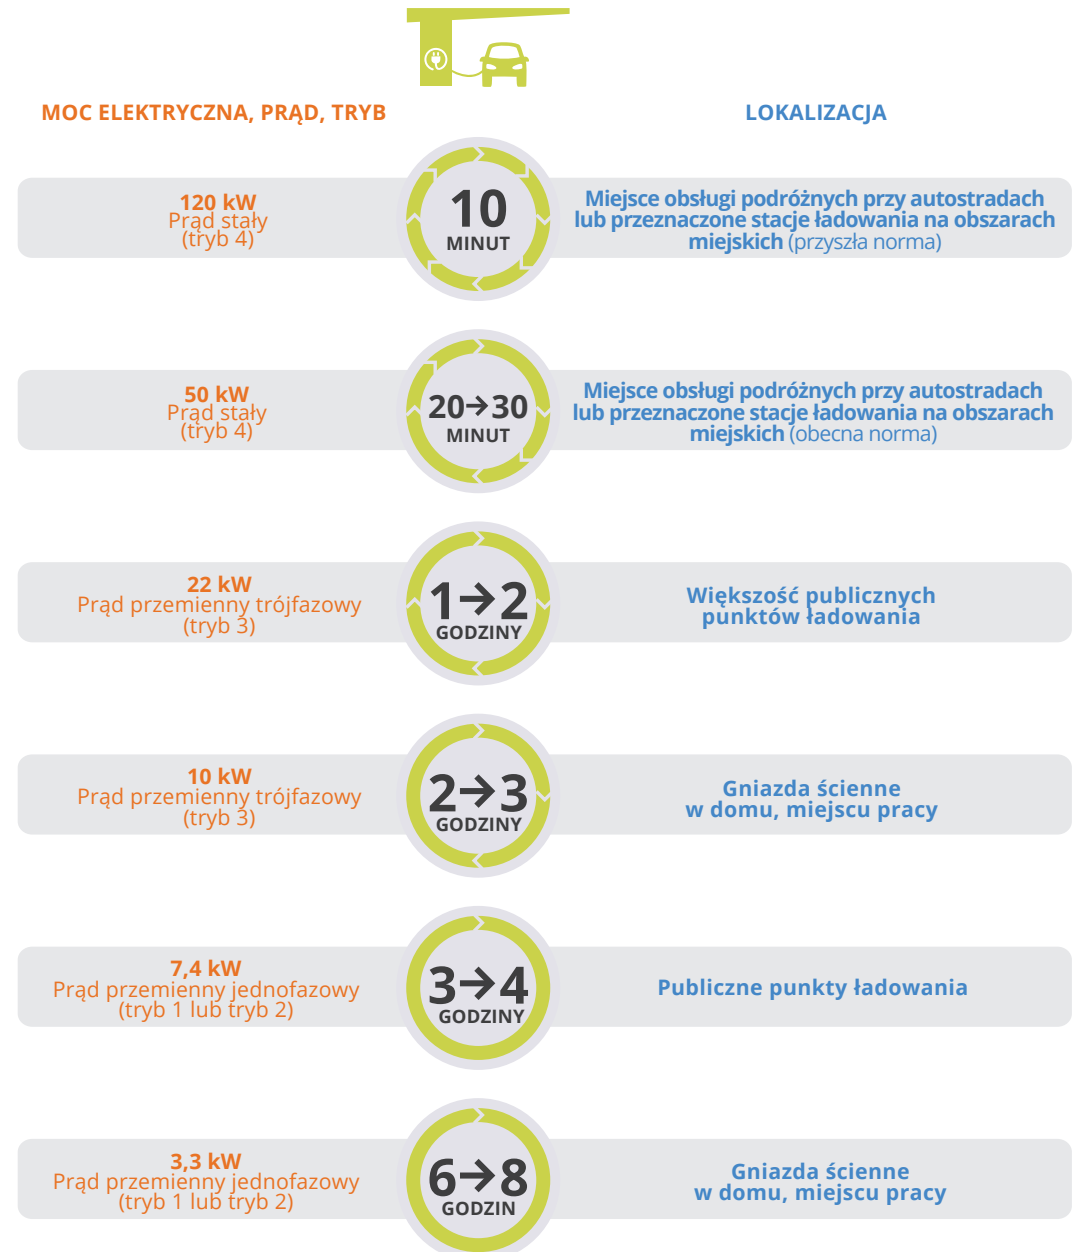 MOC ELEKTRYCZNA, PRĄD, TRYB
LOKALIZACJA
120 kW
Prąd stały
(tryb 4)
10
MINUT
Miejsce obsługi podróżnych przy autostradach
lub przeznaczone stacje ładowania na obszarach
miejskich (przyszła norma)
50 kW
Prąd stały
(tryb 4)
20→30
MINUT
Miejsce obsługi podróżnych przy autostradach
lub przeznaczone stacje ładowania na obszarach
miejskich (obecna norma)
22 kW
Prąd przemienny trójfazowy
(tryb 3)
1→2
GODZINY
Większość publicznych
punktów ładowania
10 kW
Prąd przemienny trójfazowy
(tryb 3)
2→3
GODZINY
Gniazda ścienne
w domu, miejscu pracy
7,4 kW
Prąd przemienny jednofazowy
(tryb 1 lub tryb 2)
3→4
GODZINY
Publiczne punkty ładowania
3,3 kW
Prąd przemienny jednofazowy
(tryb 1 lub tryb 2)
6→8
GODZIN
Gniazda ścienne
w domu, miejscu pracy